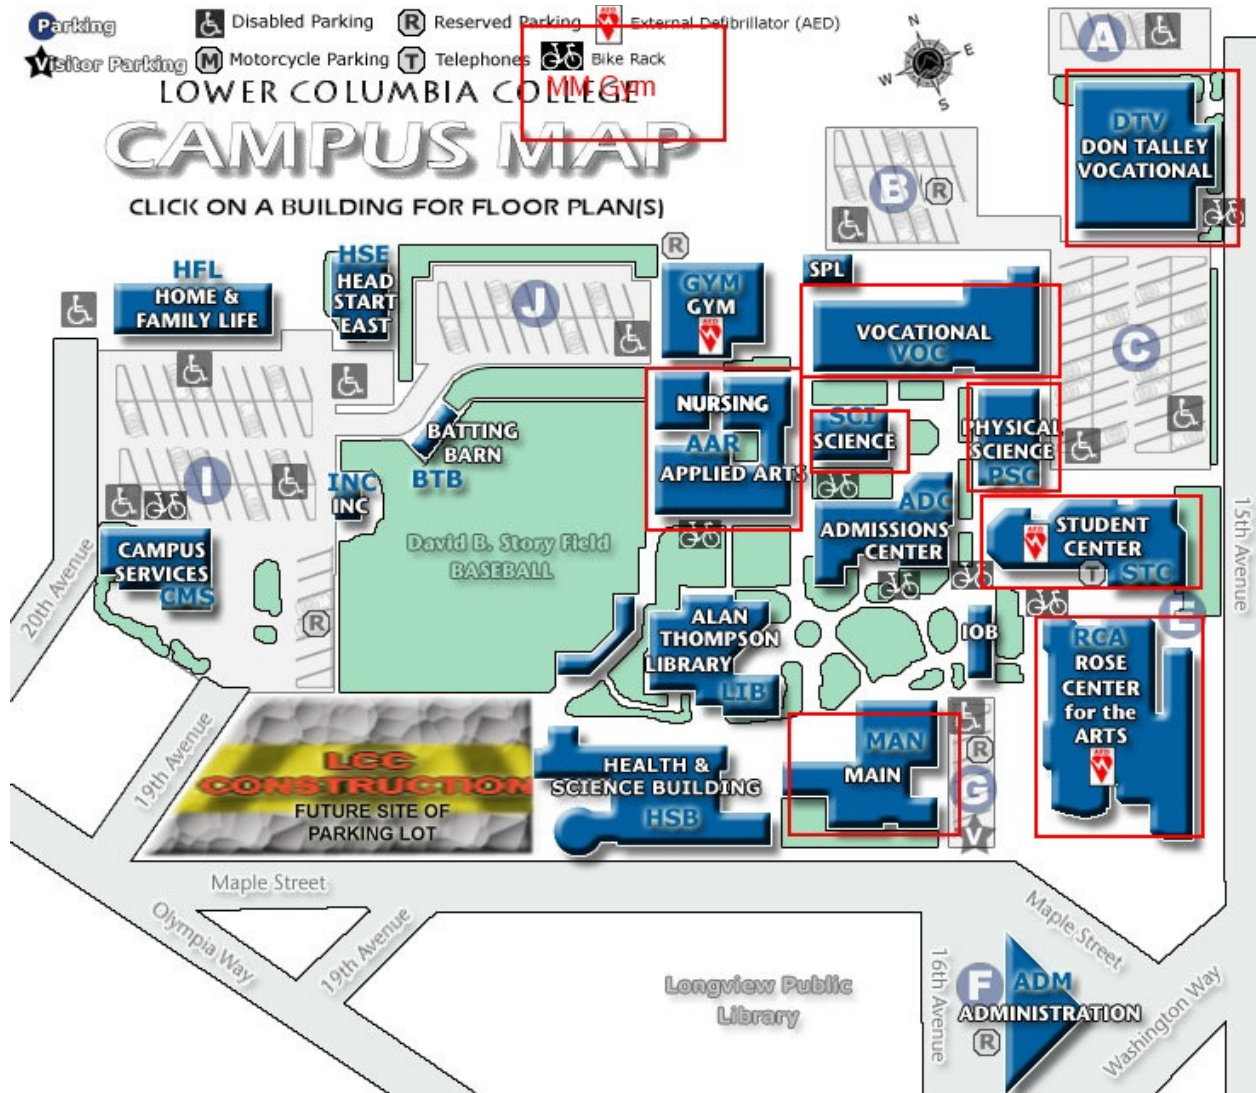 Parking
Disabled Parking
R Reserved Parking
External Defibrillator (AED)
V Visitor Parking
M Motorcycle Parking
T Telephones
Bike Rack
MM Gym
LOWER COLUMBIA COLLEGE
CAMPUS MAP
CLICK ON A BUILDING FOR FLOOR PLAN(S)
N
E
W
S
A
DTV
DON TALLEY
VOCATIONAL
B
R
HFL
HOME &
FAMILY LIFE
HSE
HEAD
START
EAST
J
R
GYM
GYM
AED
SPL
VOCATIONAL
VOC
C
NURSING
AAR
APPLIED ARTS
SCI
SCIENCE
PHYSICAL
SCIENCE
PSC
BATTING
BARN
BTB
I
INC
INC
ADC
ADMISSIONS
CENTER
STUDENT
CENTER
T
STC
15th Avenue
CAMPUS
SERVICES
CMS
David B. Story Field
BASEBALL
20th Avenue
R
ALAN
THOMPSON
LIBRARY
LIB
IOB
L
RCA
ROSE
CENTER
for the
ARTS
AED
19th Avenue
LCC
CONSTRUCTION
FUTURE SITE OF
PARKING LOT
HEALTH &
SCIENCE BUILDING
HSB
MAN
MAIN
R
G
V
Maple Street
Olympia Way
19th Avenue
Longview Public
Library
16th Avenue
Maple Street
F
ADM
ADMINISTRATION
R
Washington Way